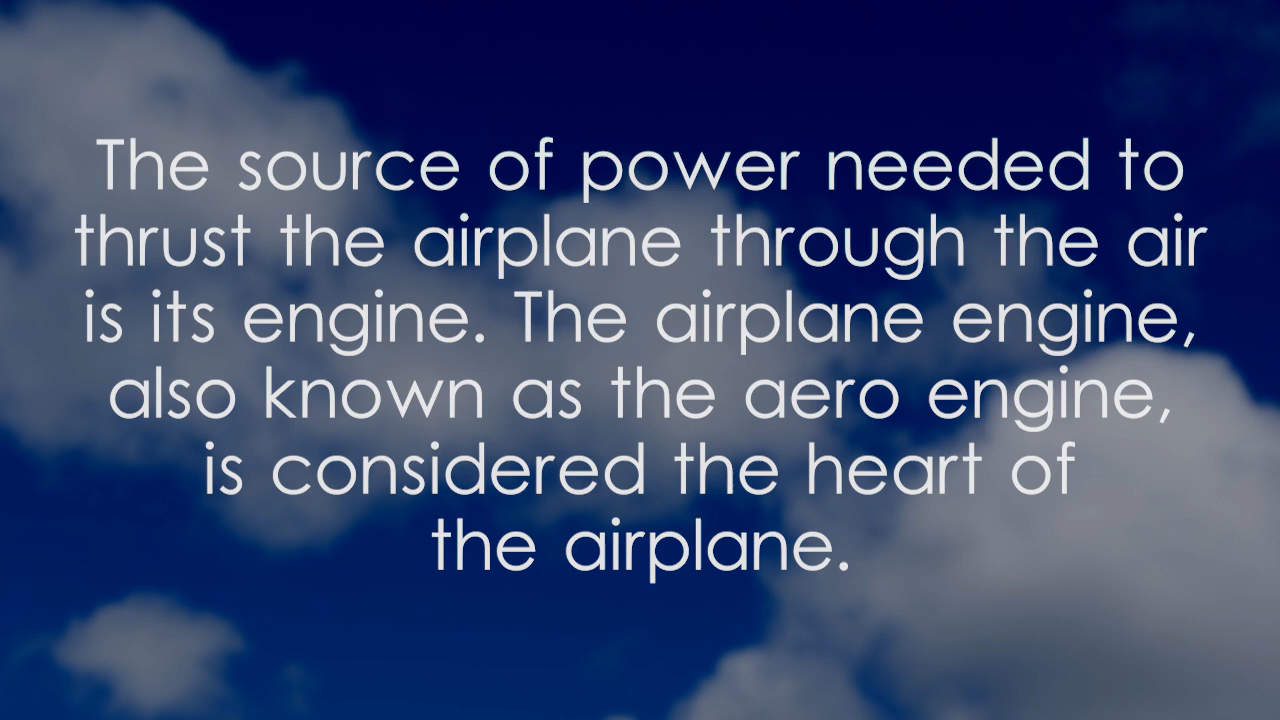 The source of power needed to
thrust the airplane through the air
is its engine. The airplane engine,
also known as the aero engine,
is considered the heart of
the airplane.